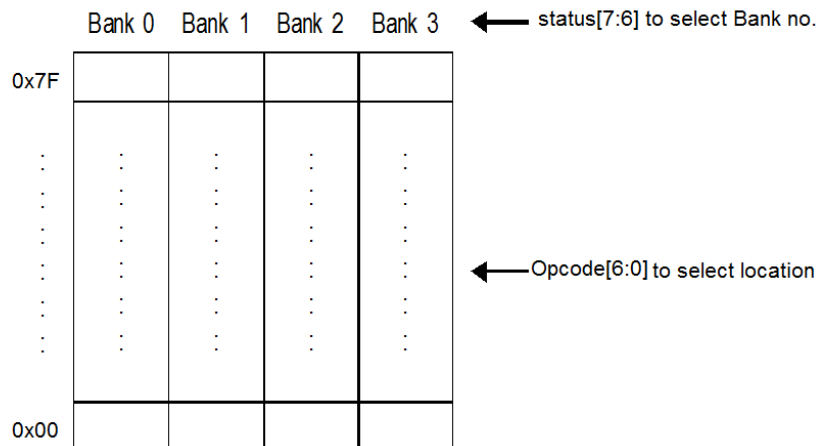 Bank 0 Bank 1 Bank 2 Bank 3
status[7:6] to select Bank no.
0x7F
Opcode[6:0] to select location
0x00